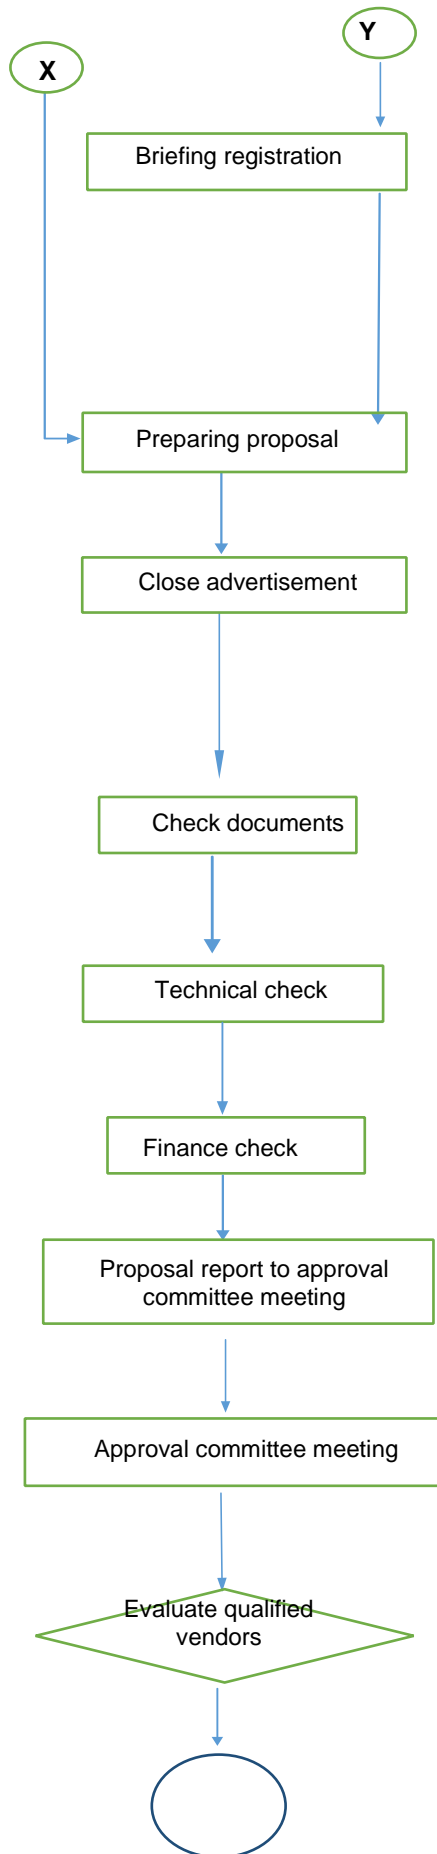 Y
X
Briefing registration
Preparing proposal
Close advertisement
Check documents
Technical check
Finance check
Proposal report to approval
committee meeting
Approval committee meeting
Evaluate qualified
vendors